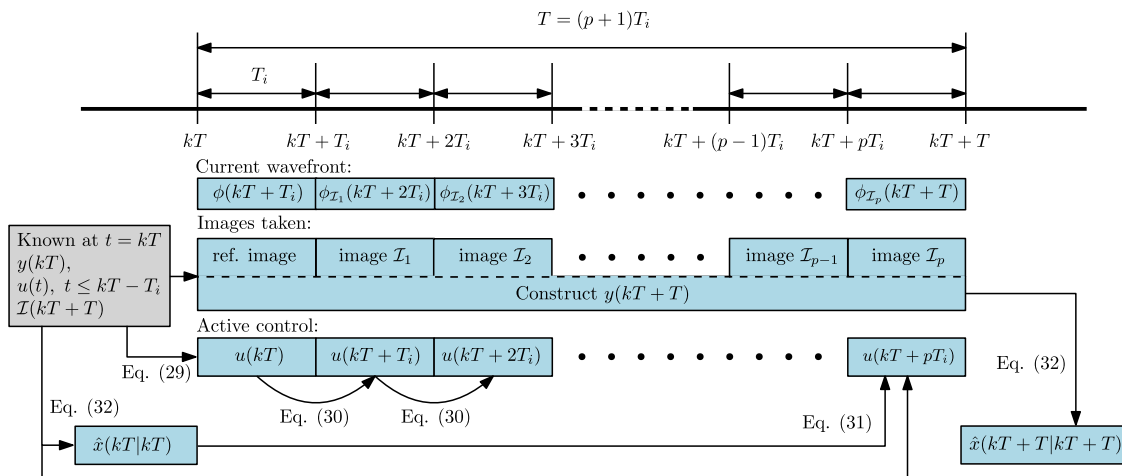 T = (p + 1)T_i
T_i
kT
kT + T_i
kT + 2T_i
kT + 3T_i
kT + (p − 1)T_i
kT + pT_i
kT + T
Current wavefront:
ϕ(kT + T_i)
ϕ_{ℐ_1}(kT + 2T_i)
ϕ_{ℐ_2}(kT + 3T_i)
ϕ_{ℐ_p}(kT + T)
Images taken:
Known at t = kT
y(kT),
u(t), t ≤ kT − T_i
ℐ(kT + T)
ref. image
image ℐ_1
image ℐ_2
image ℐ_{p−1}
image ℐ_p
Construct y(kT + T)
Active control:
u(kT)
u(kT + T_i)
u(kT + 2T_i)
u(kT + pT_i)
Eq. (29)
Eq. (32)
Eq. (32)
Eq. (30)
Eq. (30)
Eq. (31)
x̂(kT|kT)
x̂(kT + T|kT + T)